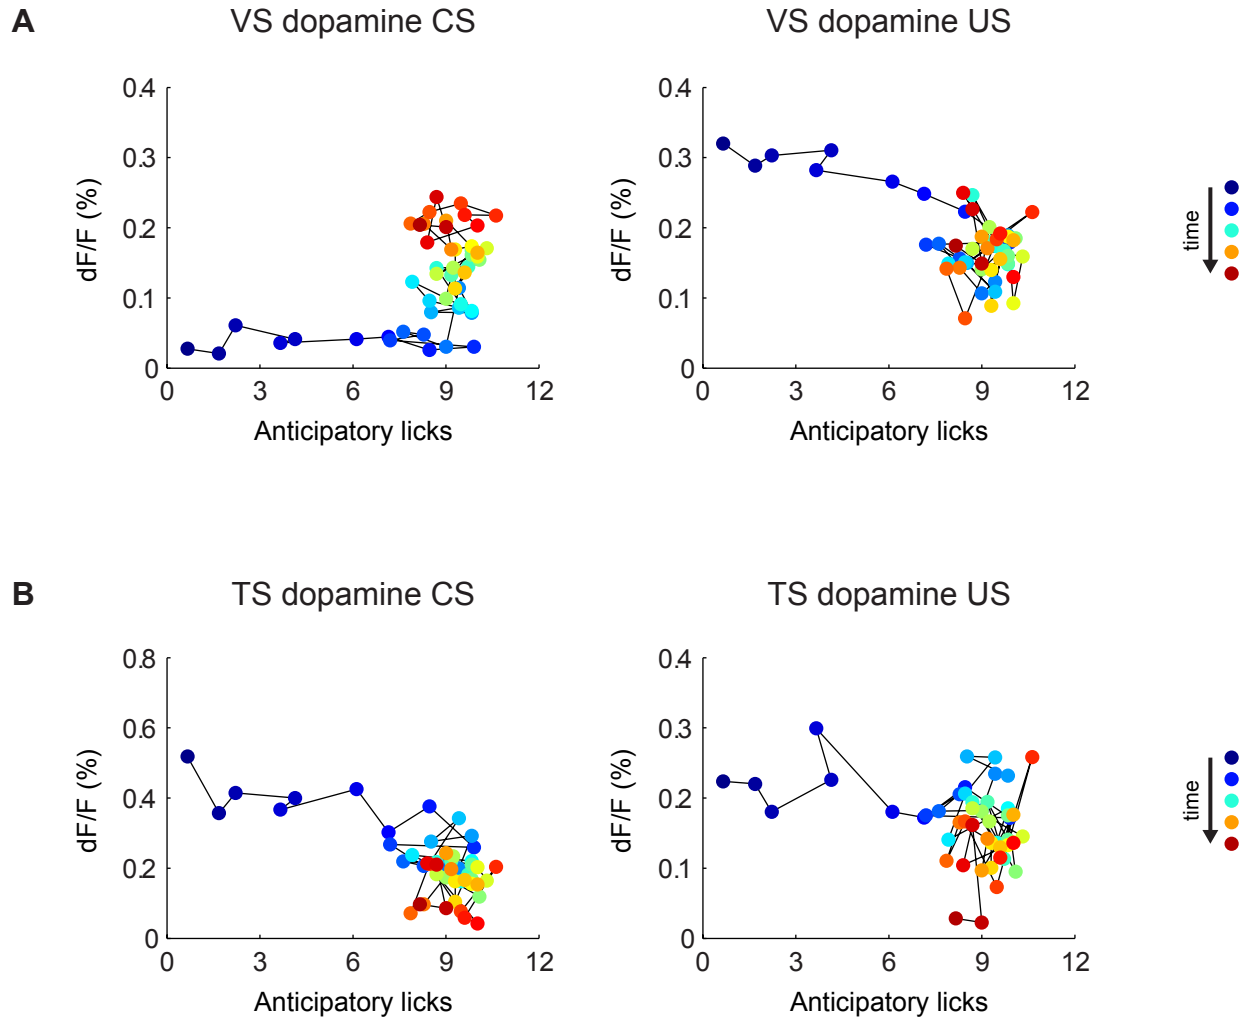 A
VS dopamine CS
VS dopamine US
0.4
0.3
0.2
0.1
0
dF/F (%)
0 3 6 9 12
Anticipatory licks
0.4
0.3
0.2
0.1
0
dF/F (%)
0 3 6 9 12
Anticipatory licks
time
B
TS dopamine CS
TS dopamine US
0.8
0.6
0.4
0.2
0
dF/F (%)
0 3 6 9 12
Anticipatory licks
0.4
0.3
0.2
0.1
0
dF/F (%)
0 3 6 9 12
Anticipatory licks
time